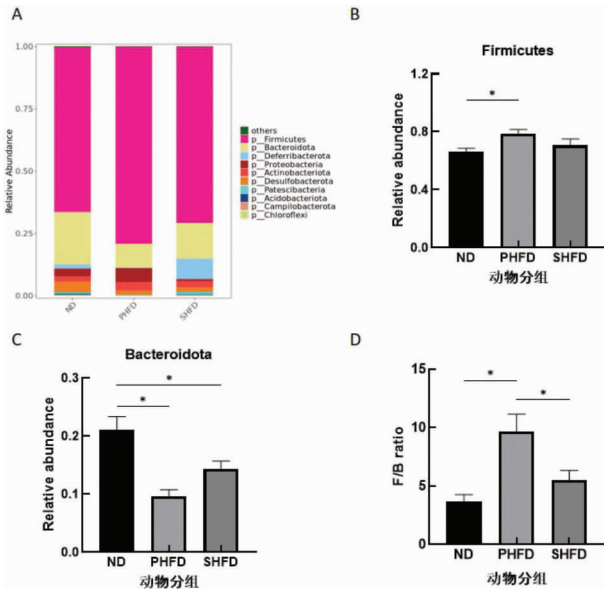 A
Relative Abundance
1.00
0.75
0.50
0.25
0.00
ND
PHFD
SHFD
others
p__Firmicutes
p__Bacteroidota
p__Deferribacterota
p__Proteobacteria
p__Actinobacteriota
p__Desulfobacterota
p__Patescibacteria
p__Acidobacteriota
p__Campilobacterota
p__Chloroflexi
B
Firmicutes
Relative abundance
1.2
0.8
0.4
0.0
*
ND PHFD SHFD
动物分组
C
Bacteroidota
Relative abundance
0.3
0.2
0.1
0.0
*
*
ND PHFD SHFD
动物分组
D
F/B ratio
15
10
5
0
*
*
ND PHFD SHFD
动物分组